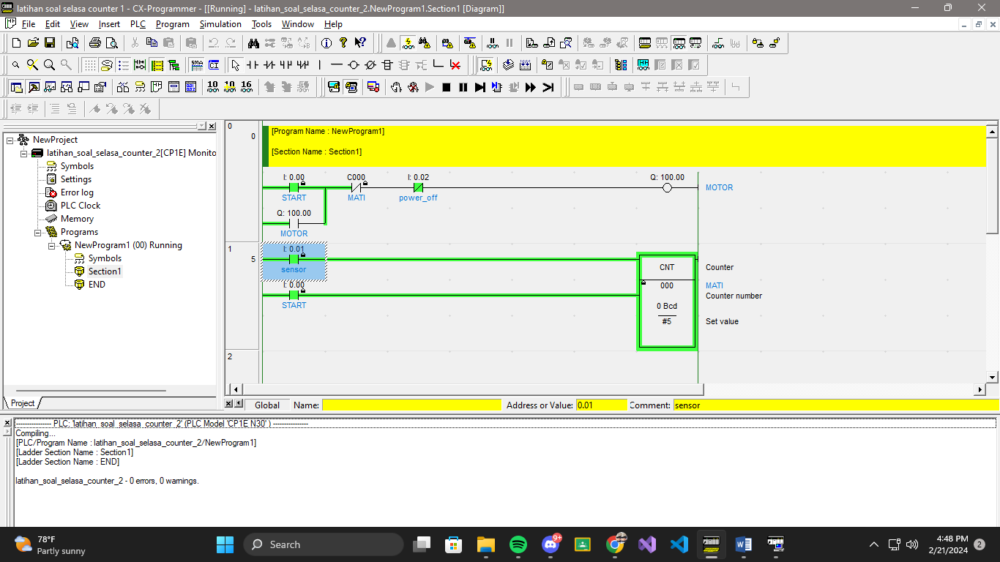 latihan soal selasa counter 1 - CX-Programmer - [[Running] - latihan_soal_selasa_counter_2.NewProgram1.Section1 [Diagram]]
File Edit View Insert PLC Program Simulation Tools Window Help
SMA CI
10 10 16
NewProject
latihan_soal_selasa_counter_2[CP1E] Monito
Symbols
Settings
Error log
PLC Clock
Memory
Programs
NewProgram1 (00) Running
Symbols
Section1
END
Project
0
0
[Program Name : NewProgram1]
[Section Name : Section1]
I: 0.00 C000 I: 0.02 Q: 100.00
MOTOR
START MATI power_off
Q: 100.00
MOTOR
1
5
I: 0.01
sensor
CNT Counter
I: 0.00
START
000 MATI
Counter number
0 Bcd
#5 Set value
2
Global Name: Address or Value: 0.01 Comment: sensor
---------------- PLC: 'latihan_soal_selasa_counter_2' (PLC Model 'CP1E N30' ) ----------------
Compiling...
[PLC/Program Name : latihan_soal_selasa_counter_2/NewProgram1]
[Ladder Section Name : Section1]
[Ladder Section Name : END]
latihan_soal_selasa_counter_2 - 0 errors, 0 warnings.
78°F
Partly sunny
Search
9+
4:48 PM
2/21/2024
2